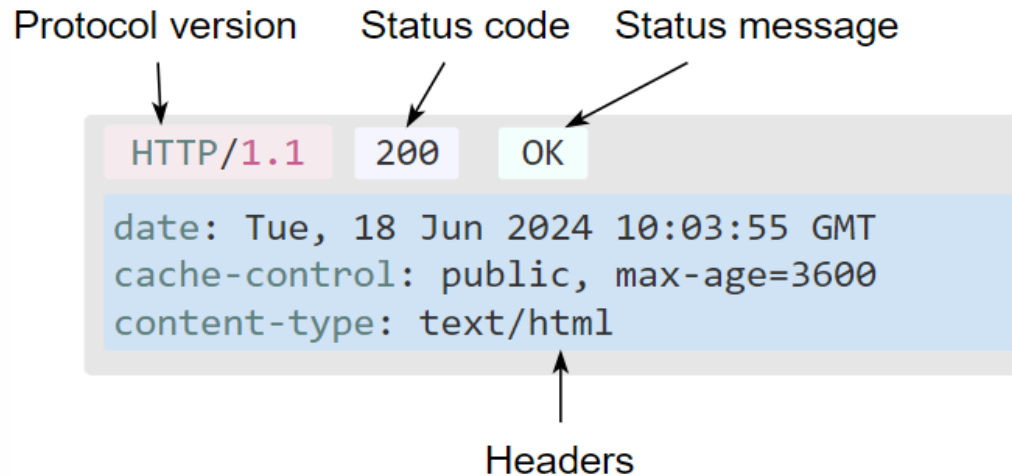 Protocol version Status code Status message
HTTP/1.1 200 OK
date: Tue, 18 Jun 2024 10:03:55 GMT
cache-control: public, max-age=3600
content-type: text/html
Headers